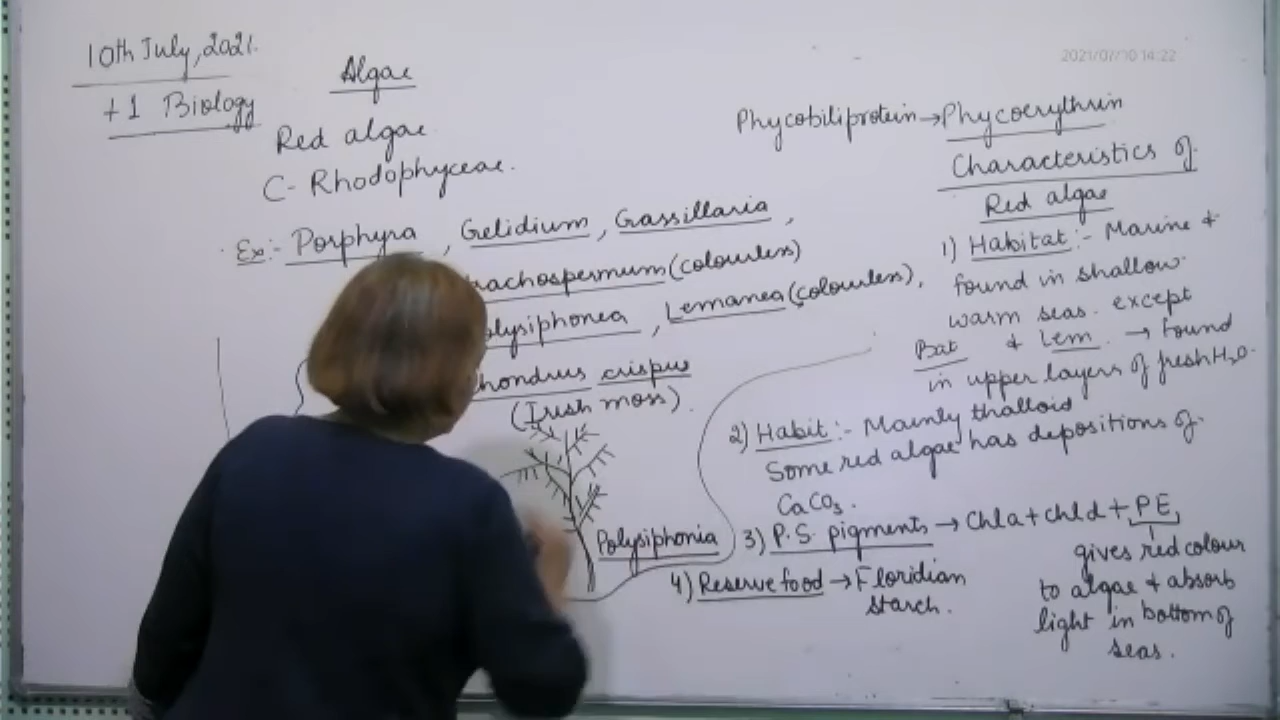 10th July, 2021.
+1 Biology
Algae
Red algae
C- Rhodophyceae.
Ex:- Porphyra, Gelidium, Grassillaria,
rachospermum (colourless)
olysiphonea, Lemanea (colourless),
hondrus crispus
(Irish moss).
Polysiphonia
2021/07/10 14:22
Phycobiliprotein → Phycoerythrin
Characteristics of
Red algae
1) Habitat:- Marine &
found in shallow
warm seas. except
Bat & Lem → found
in upper layers of fresh H2O.
2) Habit:- Mainly thalloid
Some red algae has depositions of
CaCO3.
3) P.S. pigments → Chl a + chl d + PE
gives red colour
to algae & absorb
light in bottom of
seas.
4) Reserve food → Floridian
starch.